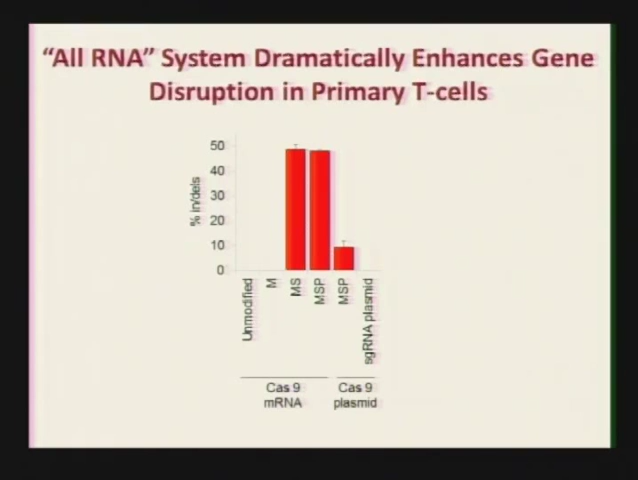 “All RNA” System Dramatically Enhances Gene
Disruption in Primary T-cells
50
40
30
20
10
0
% in/dels
Unmodified
M
MS
MSP
MSP
sgRNA plasmid
Cas 9
mRNA
Cas 9
plasmid